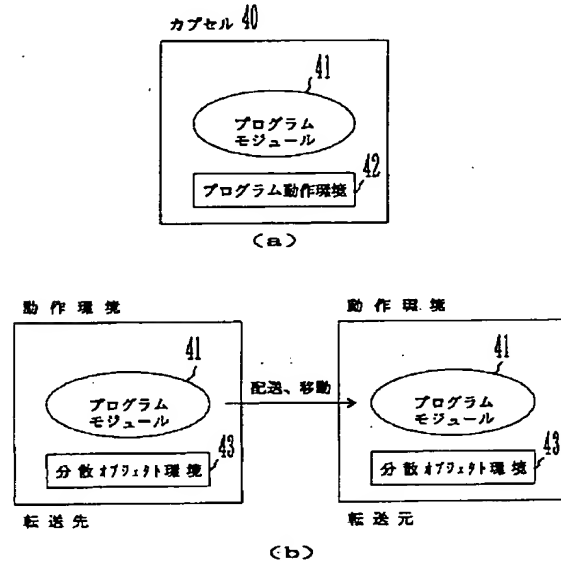 カプセル 40
41
プログラム
モジュール
42
プログラム動作環境
(a)
動作環境
動作環境
41
41
プログラム
モジュール
配送、移動
プログラム
モジュール
43
43
分散オブジェクト環境
分散オブジェクト環境
転送先
転送元
(b)